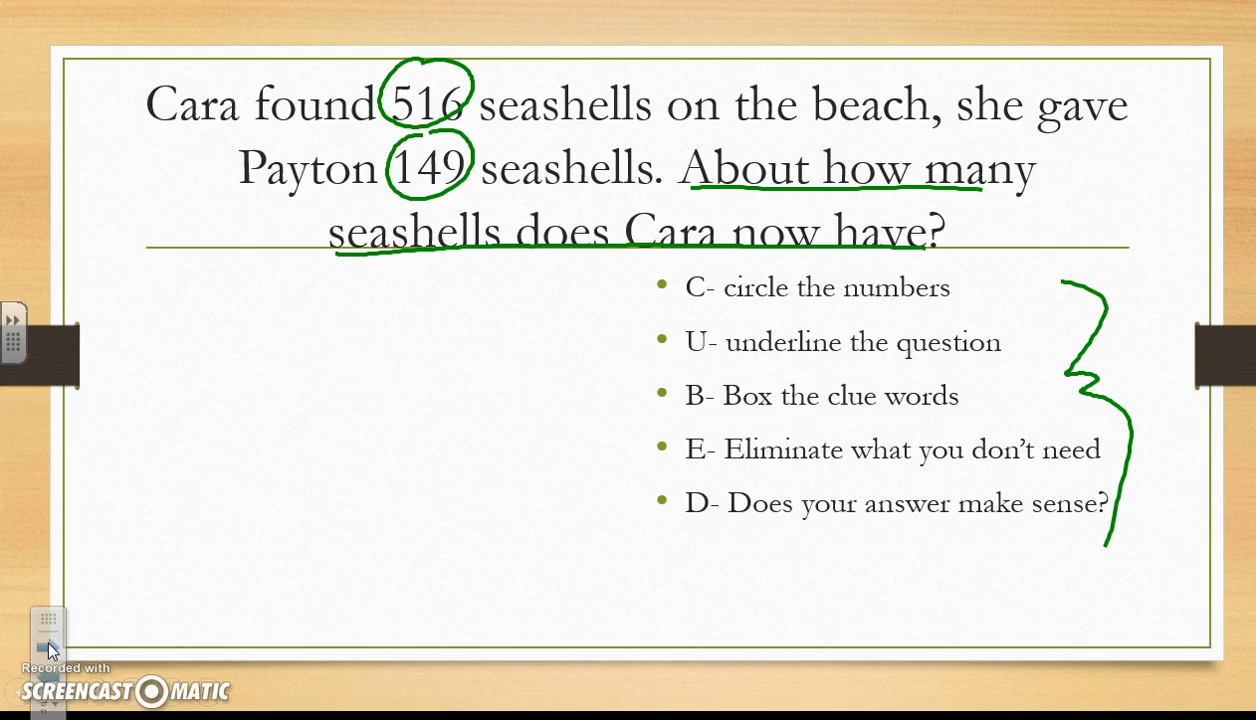 Cara found 516 seashells on the beach, she gave
Payton 149 seashells. About how many
seashells does Cara now have?
C- circle the numbers
U- underline the question
B- Box the clue words
E- Eliminate what you don’t need
D- Does your answer make sense?
Recorded with
SCREENCAST MATIC